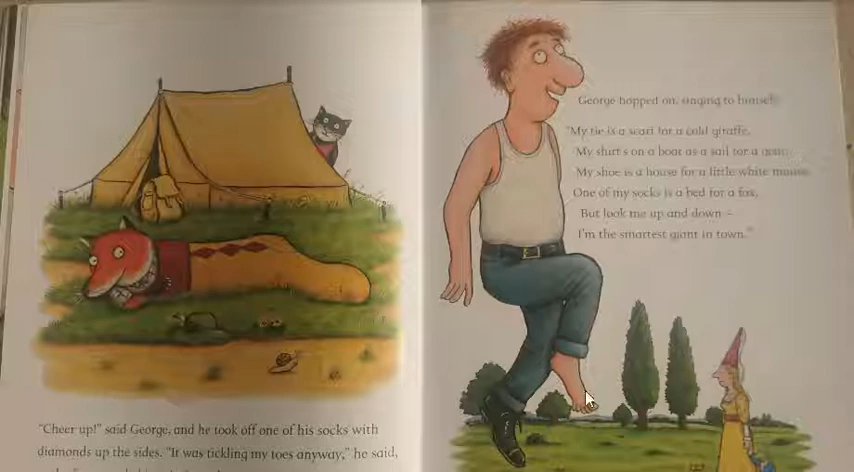 "Cheer up!" said George, and he took off one of his socks with
diamonds up the sides. "It was tickling my toes anyway," he said,
George hopped on, singing to himself:
"My tie is a scarf for a cold giraffe,
My shirt's on a boat as a sail for a goat,
My shoe is a house for a little white mouse,
One of my socks is a bed for a fox,
But look me up and down –
I'm the smartest giant in town."